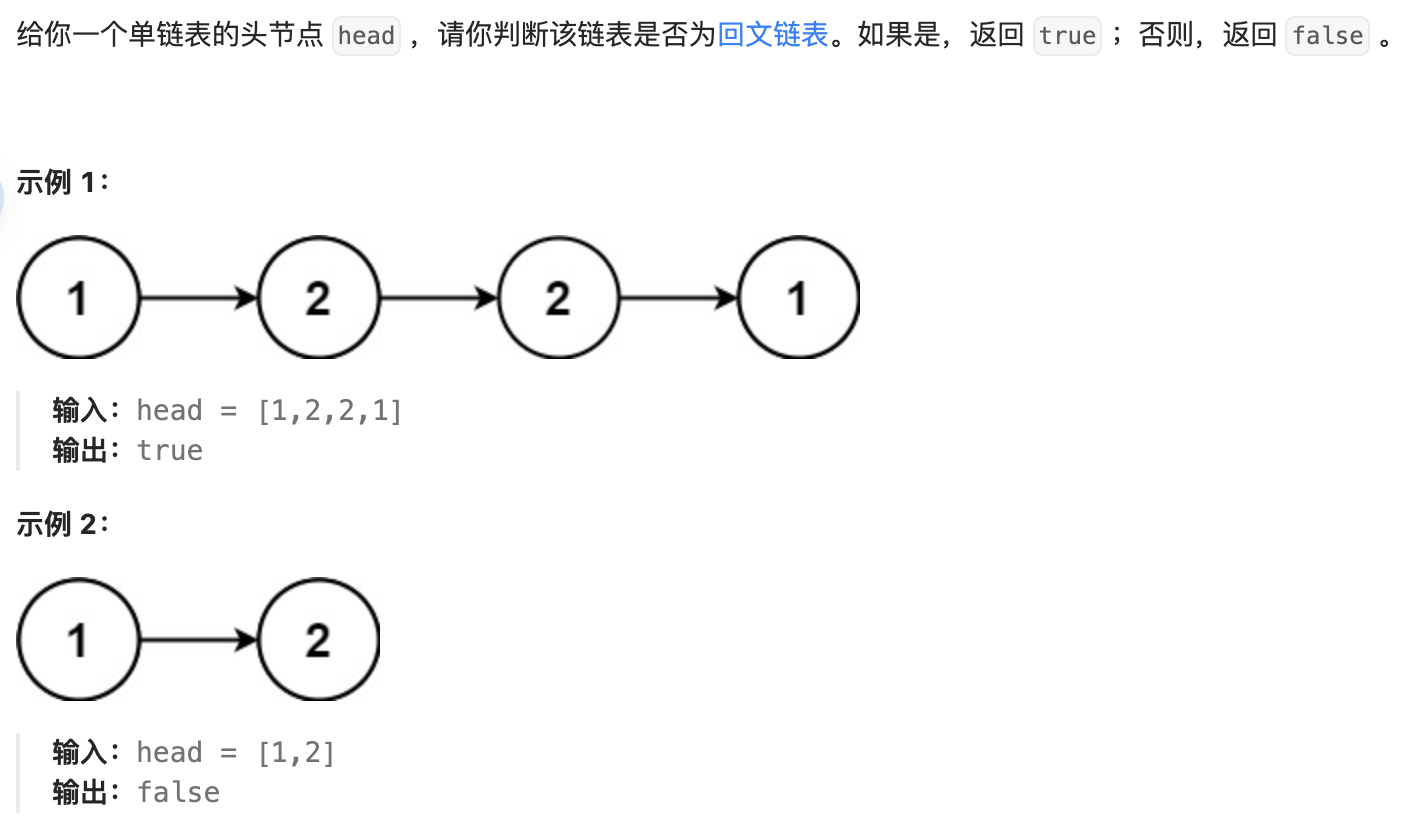 给你一个单链表的头节点 head ，请你判断该链表是否为回文链表。如果是，返回 true ；否则，返回 false 。
示例 1：
1 2 2 1
输入：head = [1,2,2,1]
输出：true
示例 2：
1 2
输入：head = [1,2]
输出：false